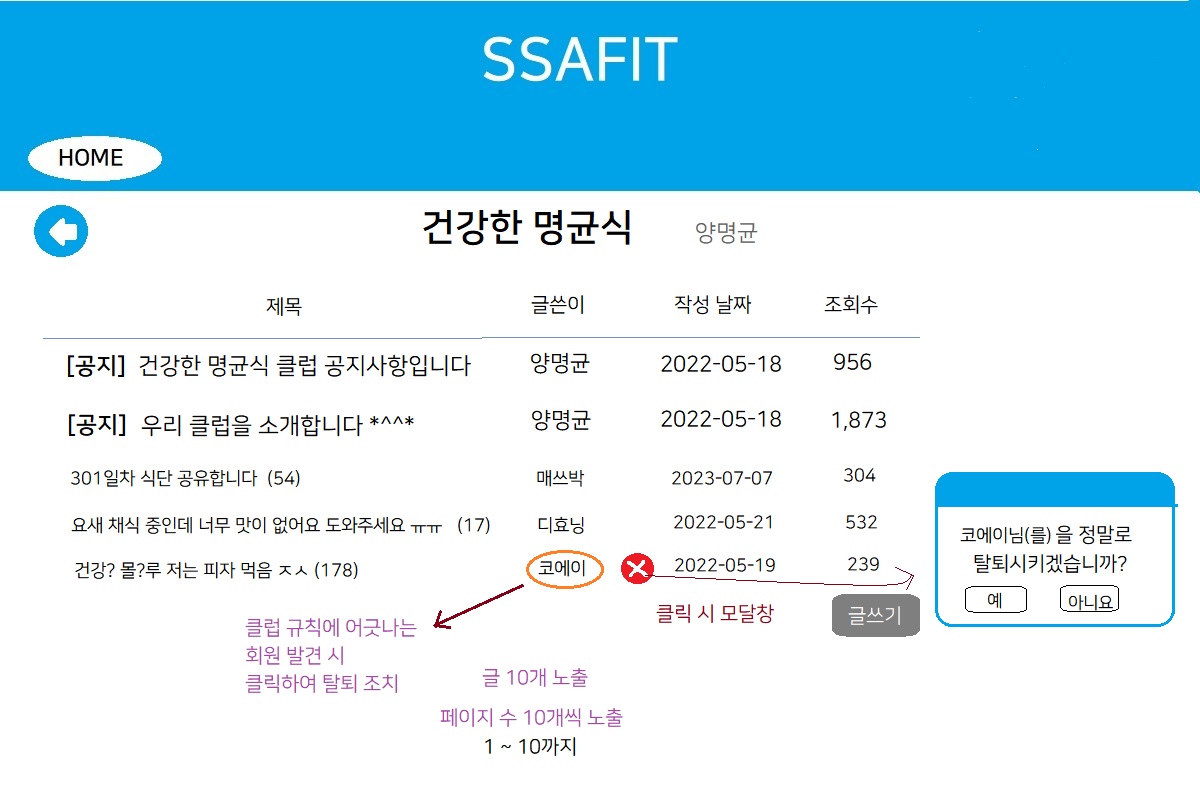 SSAFIT
HOME
건강한 명균식 양명균
제목 글쓴이 작성 날짜 조회수
[공지] 건강한 명균식 클럽 공지사항입니다 양명균 2022-05-18 956
[공지] 우리 클럽을 소개합니다 *^^* 양명균 2022-05-18 1,873
301일차 식단 공유합니다 (54) 매쓰박 2023-07-07 304
요새 채식 중인데 너무 맛이 없어요 도와주세요 ㅠㅠ (17) 디효닝 2022-05-21 532
건강? 몰?루 저는 피자 먹음 ㅈㅅ (178) 코에이 2022-05-19 239
코에이님(를) 을 정말로
탈퇴시키겠습니까?
예 아니요
클릭 시 모달창
글쓰기
클럽 규칙에 어긋나는
회원 발견 시
클릭하여 탈퇴 조치
글 10개 노출
페이지 수 10개씩 노출
1 ~ 10까지